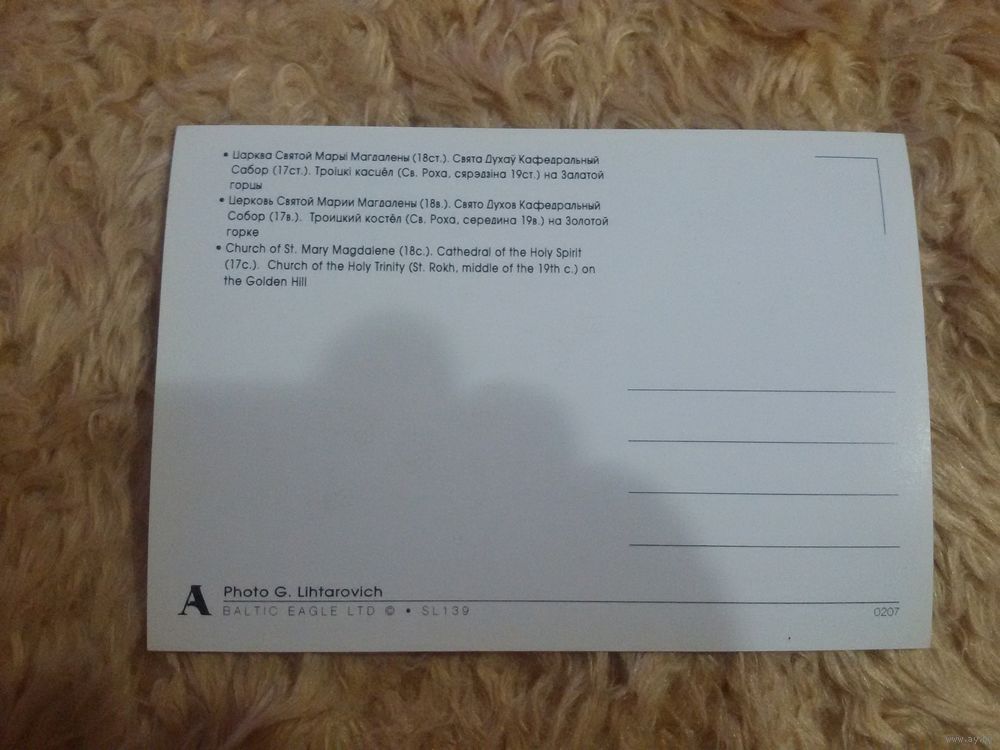 • Царква Святой Марыі Магдалены (18ст.). Свята Духаў Кафедральный
Сабор (17ст.). Троіцкі касцёл (Св. Роха, сярэдзіна 19ст.) на Залатой
горцы
• Церковь Святой Марии Магдалены (18в.). Свято Духов Кафедральный
Собор (17в.). Троицкий костёл (Св. Роха, середина 19в.) на Золотой
горке
• Church of St. Mary Magdalene (18c.). Cathedral of the Holy Spirit
(17c.). Church of the Holy Trinity (St. Rokh, middle of the 19th c.) on
the Golden Hill
A
Photo G. Lihtarovich
BALTIC EAGLE LTD © • SL139
0207